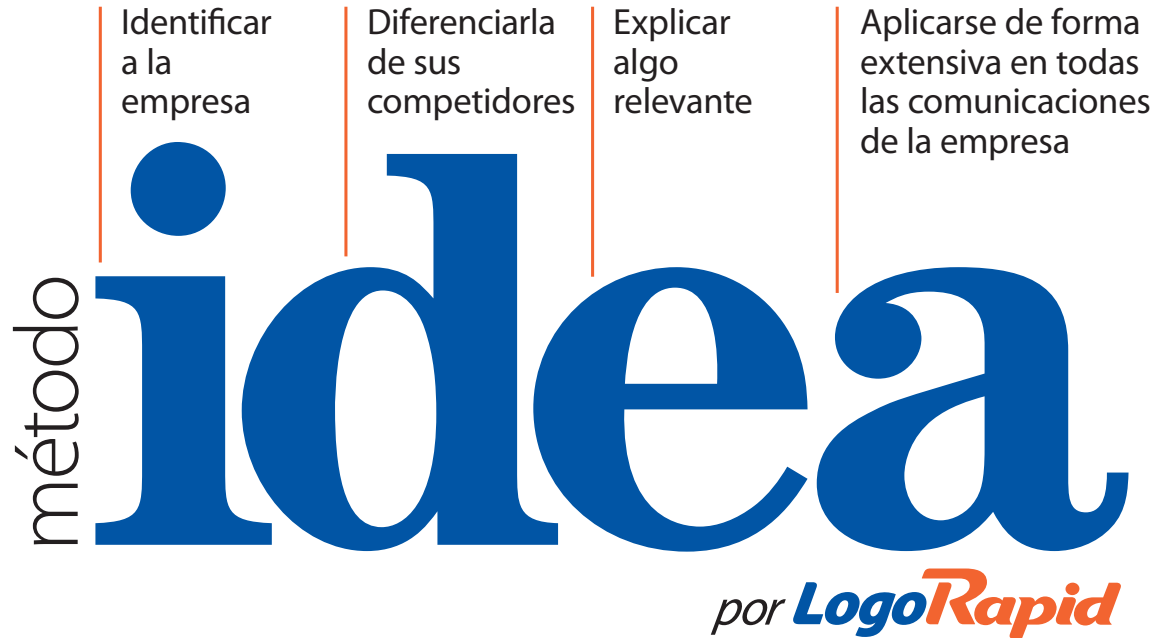 Identificar
a la
empresa
Diferenciarla
de sus
competidores
Explicar
algo
relevante
Aplicarse de forma
extensiva en todas
las comunicaciones
de la empresa
método
idea
por LogoRapid